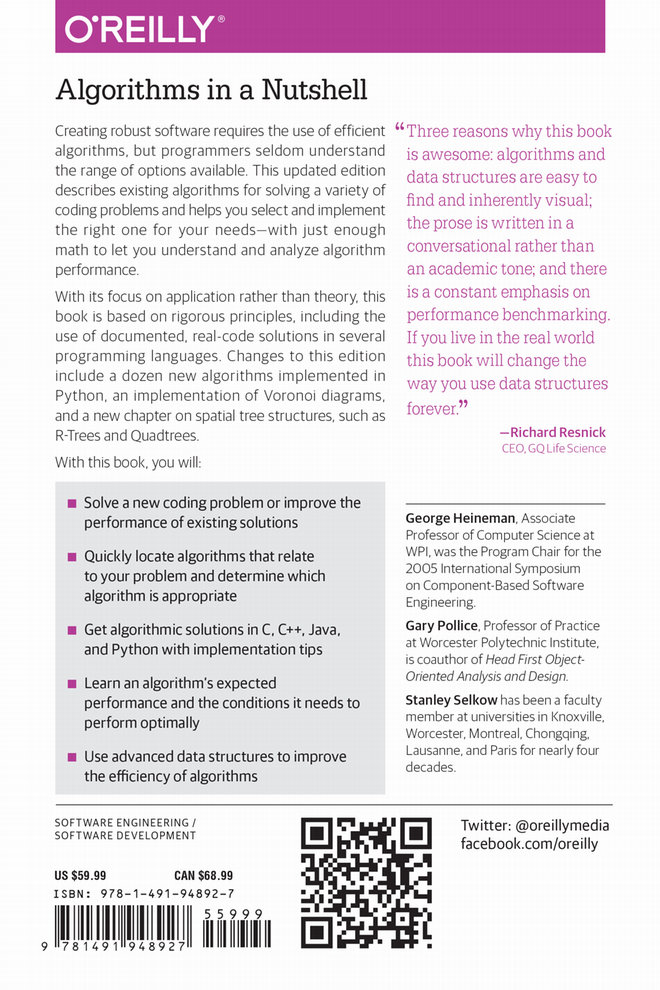 O'REILLY®
Algorithms in a Nutshell
Creating robust software requires the use of efficient
algorithms, but programmers seldom understand
the range of options available. This updated edition
describes existing algorithms for solving a variety of
coding problems and helps you select and implement
the right one for your needs—with just enough
math to let you understand and analyze algorithm
performance.
With its focus on application rather than theory, this
book is based on rigorous principles, including the
use of documented, real-code solutions in several
programming languages. Changes to this edition
include a dozen new algorithms implemented in
Python, an implementation of Voronoi diagrams,
and a new chapter on spatial tree structures, such as
R-Trees and Quadtrees.
With this book, you will:
■ Solve a new coding problem or improve the
performance of existing solutions
■ Quickly locate algorithms that relate
to your problem and determine which
algorithm is appropriate
■ Get algorithmic solutions in C, C++, Java,
and Python with implementation tips
■ Learn an algorithm's expected
performance and the conditions it needs to
perform optimally
■ Use advanced data structures to improve
the efficiency of algorithms
“Three reasons why this book
is awesome: algorithms and
data structures are easy to
find and inherently visual;
the prose is written in a
conversational rather than
an academic tone; and there
is a constant emphasis on
performance benchmarking.
If you live in the real world
this book will change the
way you use data structures
forever.”
—Richard Resnick
CEO, GQ Life Science
George Heineman, Associate
Professor of Computer Science at
WPI, was the Program Chair for the
2005 International Symposium
on Component-Based Software
Engineering.
Gary Pollice, Professor of Practice
at Worcester Polytechnic Institute,
is coauthor of Head First Object-
Oriented Analysis and Design.
Stanley Selkow has been a faculty
member at universities in Knoxville,
Worcester, Montreal, Chongqing,
Lausanne, and Paris for nearly four
decades.
SOFTWARE ENGINEERING /
SOFTWARE DEVELOPMENT
US $59.99 CAN $68.99
ISBN: 978-1-491-94892-7
55999
9 781491 948927
Twitter: @oreillymedia
facebook.com/oreilly